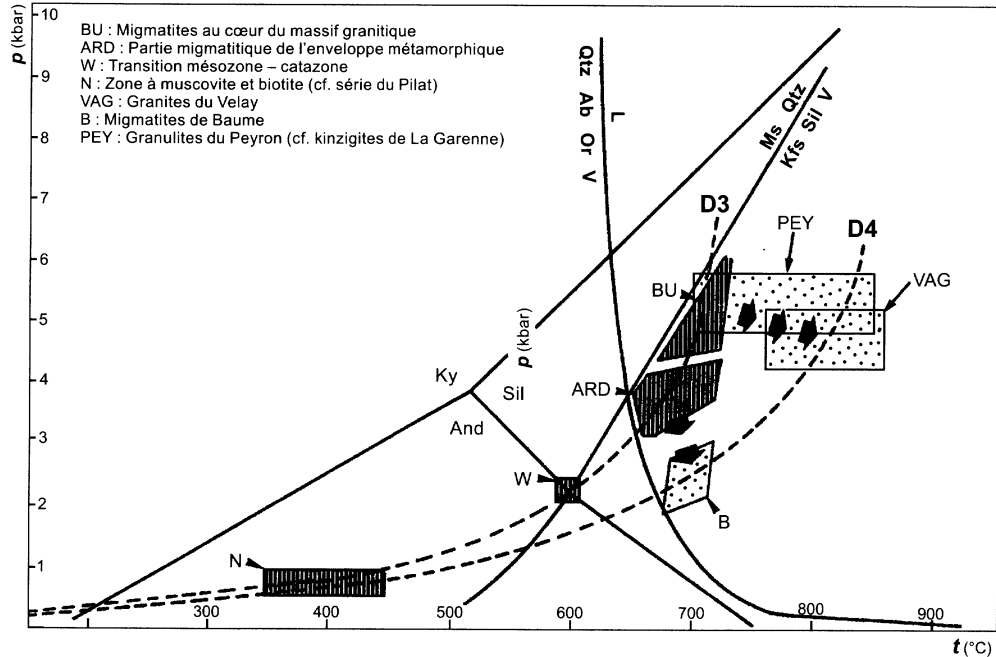 p (kbar)
BU : Migmatites au cœur du massif granitique
ARD : Partie migmatitique de l'enveloppe métamorphique
W : Transition mésozone – catazone
N : Zone à muscovite et biotite (cf. série du Pilat)
VAG : Granites du Velay
B : Migmatites de Baume
PEY : Granulites du Peyron (cf. kinzigites de La Garenne)
10
9
8
7
6
5
4
3
2
1
Qtz Ab Or V
L
Ms Qtz
Kfs Sil V
D3
PEY
D4
VAG
BU
p (kbar)
Ky
Sil
And
ARD
W
B
N
300
400
500
600
700
800
900
t (°C)